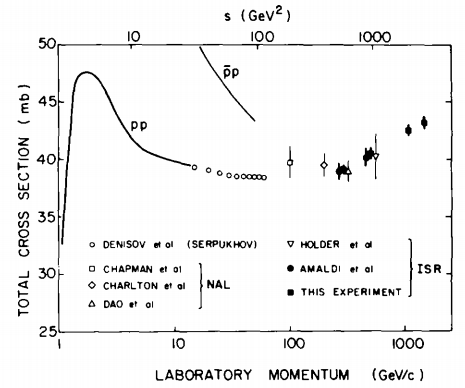 s (GeV²)
10 100 1000
50
45
40
35
30
25
TOTAL CROSS SECTION (mb)
p̄p
pp
○ DENISOV et al (SERPUKHOV)
□ CHAPMAN et al
◇ CHARLTON et al
△ DAO et al
NAL
▽ HOLDER et al
● AMALDI et al
■ THIS EXPERIMENT
ISR
1 10 100 1000
LABORATORY MOMENTUM (GeV/c)